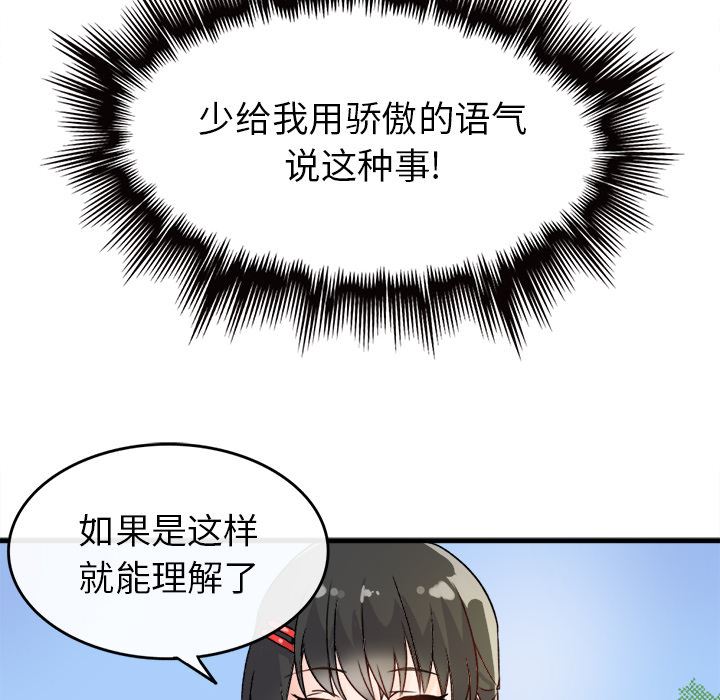 少给我用骄傲的语气
说这种事!
如果是这样
就能理解了